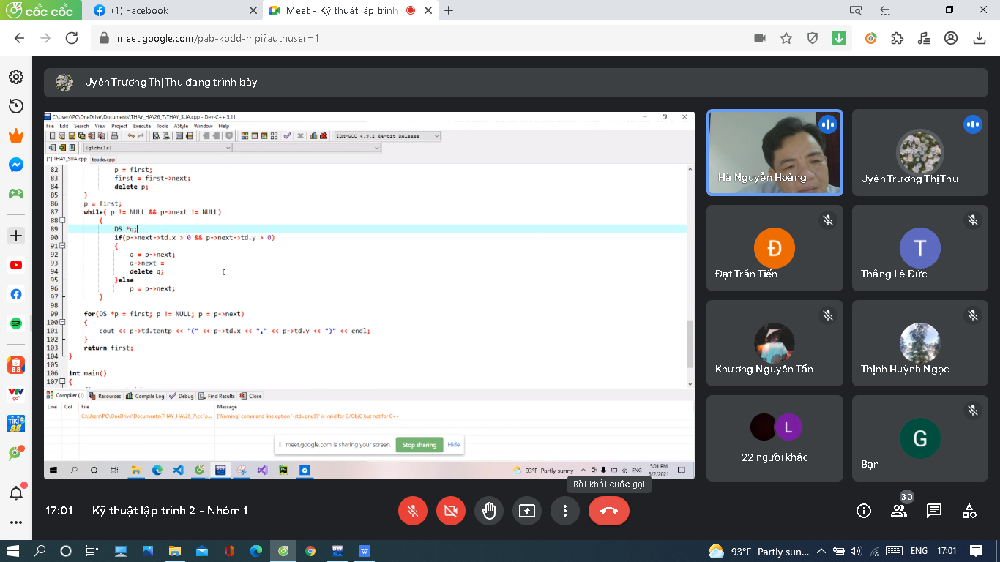 cốc cốc
(1) Facebook
Meet - Kỹ thuật lập trình
meet.google.com/pab-kodd-mpi?authuser=1
Uyên Trương Thị Thu đang trình bày
C:\Users\PC\OneDrive\Documents\THAY_HA\26_7\THAY_SUA.cpp - Dev-C++ 5.11
File Edit Search View Project Execute Tools AStyle Window Help
TDM-GCC 4.9.2 64-bit Release
(globals)
[*] THAY_SUA.cpp toado.cpp
82 p = first;
83 first = first->next;
84 delete p;
85 }
86 p = first;
87 while( p != NULL && p->next != NULL)
88 {
89 DS *q;
90 if(p->next->td.x > 0 && p->next->td.y > 0)
91 {
92 q = p->next;
93 q->next =
94 delete q;
95 }else
96 p = p->next;
97 }
98
99 for(DS *p = first; p != NULL; p = p->next)
100 {
101 cout << p->td.tentp << "(" << p->td.x << "," << p->td.y << ")" << endl;
102 }
103 return first;
104 }
105
106 int main()
107 {
Compiler (1) Resources Compile Log Debug Find Results Close
Line Col File Message
C:\Users\PC\OneDrive\Documents\THAY_HA\26_7\cc1p... [Warning] command line option '-std=gnu99' is valid for C/ObjC but not for C++
meet.google.com is sharing your screen. Stop sharing Hide
93°F Partly sunny ENG 5:01 PM
8/2/2021
Hà Nguyễn Hoàng
Uyên Trương Thị Thu
Đ
Đạt Trần Tiến
T
Thắng Lê Đức
Khương Nguyễn Tấn
Thịnh Huỳnh Ngọc
L
22 người khác
G
Bạn
8.8
VTV
go
TIKI
88
Rời khỏi cuộc gọi
17:01 | Kỹ thuật lập trình 2 - Nhóm 1
30
93°F Partly sun... ENG 17:01